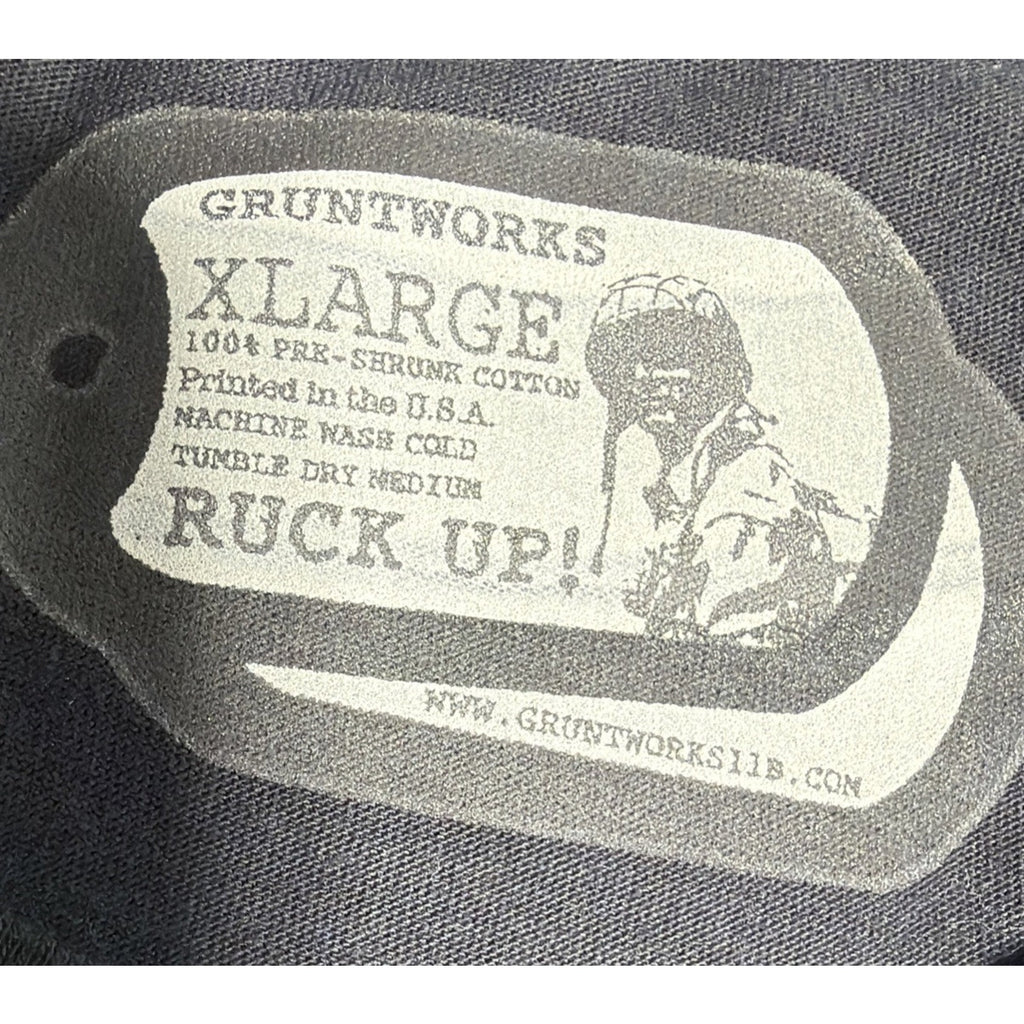 GRUNTWORKS
XLARGE
100% PRE-SHRUNK COTTON
Printed in the U.S.A.
MACHINE WASH COLD
TUMBLE DRY MEDIUM
RUCK UP!
WWW.GRUNTWORKS11B.COM